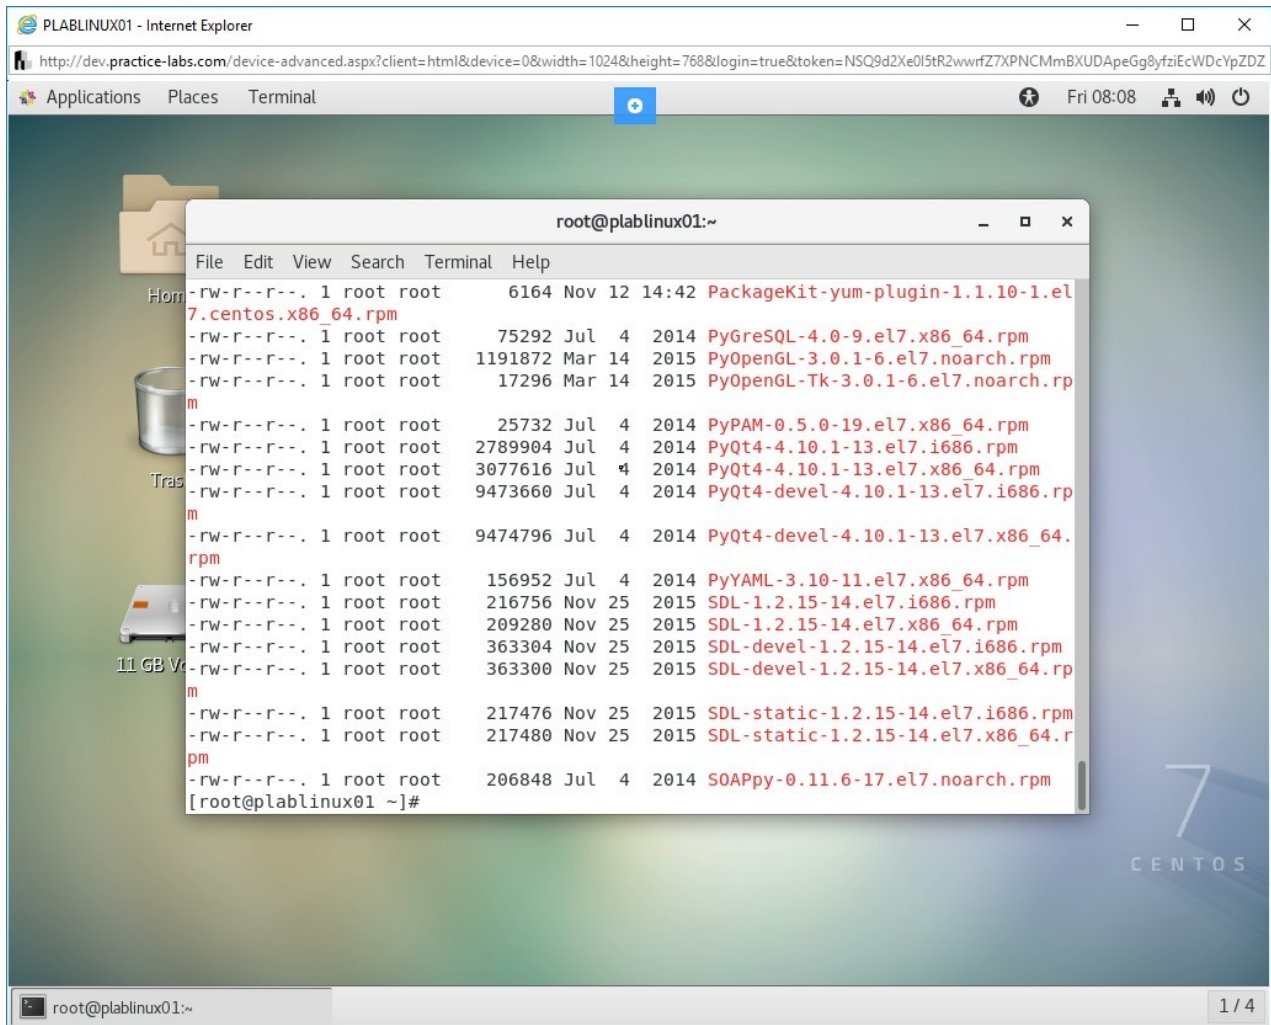 PLABLINUX01 - Internet Explorer
http://dev.practice-labs.com/device-advanced.aspx?client=html&device=0&width=1024&height=768&login=true&token=NSQ9d2Xe0I5tR2wwrfZ7XPNCMmBXUDApeGg8yfziEcWDcYpZDZ
Applications Places Terminal Fri 08:08
root@plablinux01:~
File Edit View Search Terminal Help
Hom
-rw-r--r--. 1 root root 6164 Nov 12 14:42 PackageKit-yum-plugin-1.1.10-1.el
7.centos.x86_64.rpm
-rw-r--r--. 1 root root 75292 Jul 4 2014 PyGreSQL-4.0-9.el7.x86_64.rpm
-rw-r--r--. 1 root root 1191872 Mar 14 2015 PyOpenGL-3.0.1-6.el7.noarch.rpm
-rw-r--r--. 1 root root 17296 Mar 14 2015 PyOpenGL-Tk-3.0.1-6.el7.noarch.rp
m
-rw-r--r--. 1 root root 25732 Jul 4 2014 PyPAM-0.5.0-19.el7.x86_64.rpm
-rw-r--r--. 1 root root 2789904 Jul 4 2014 PyQt4-4.10.1-13.el7.i686.rpm
-rw-r--r--. 1 root root 3077616 Jul 4 2014 PyQt4-4.10.1-13.el7.x86_64.rpm
Tras
-rw-r--r--. 1 root root 9473660 Jul 4 2014 PyQt4-devel-4.10.1-13.el7.i686.rp
m
-rw-r--r--. 1 root root 9474796 Jul 4 2014 PyQt4-devel-4.10.1-13.el7.x86_64.
rpm
-rw-r--r--. 1 root root 156952 Jul 4 2014 PyYAML-3.10-11.el7.x86_64.rpm
-rw-r--r--. 1 root root 216756 Nov 25 2015 SDL-1.2.15-14.el7.i686.rpm
-rw-r--r--. 1 root root 209280 Nov 25 2015 SDL-1.2.15-14.el7.x86_64.rpm
-rw-r--r--. 1 root root 363304 Nov 25 2015 SDL-devel-1.2.15-14.el7.i686.rpm
11 GB Vo
-rw-r--r--. 1 root root 363300 Nov 25 2015 SDL-devel-1.2.15-14.el7.x86_64.rp
m
-rw-r--r--. 1 root root 217476 Nov 25 2015 SDL-static-1.2.15-14.el7.i686.rpm
-rw-r--r--. 1 root root 217480 Nov 25 2015 SDL-static-1.2.15-14.el7.x86_64.r
pm
-rw-r--r--. 1 root root 206848 Jul 4 2014 SOAPpy-0.11.6-17.el7.noarch.rpm
[root@plablinux01 ~]#
7
CENTOS
root@plablinux01:~ 1 / 4